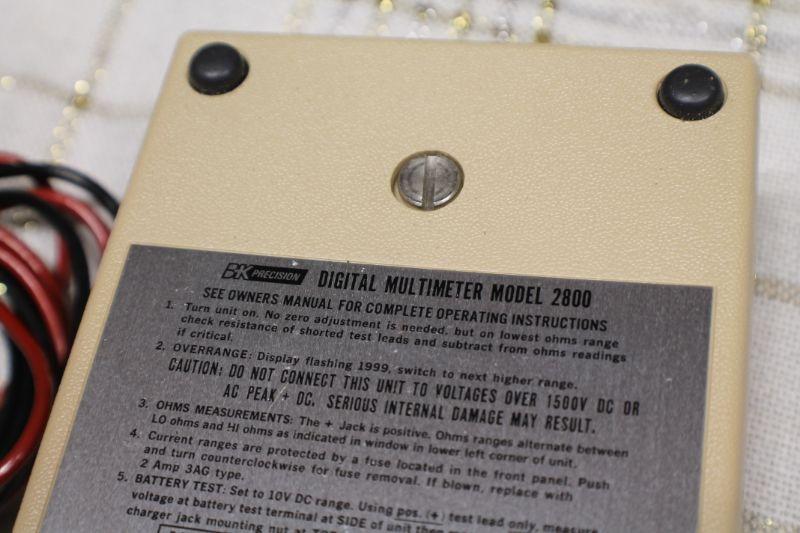 BK PRECISION DIGITAL MULTIMETER MODEL 2800
SEE OWNERS MANUAL FOR COMPLETE OPERATING INSTRUCTIONS
1. Turn unit on. No zero adjustment is needed, but on lowest ohms range
check resistance of shorted test leads and subtract from ohms readings
if critical.
2. OVERRANGE: Display flashing 1999, switch to next higher range.
CAUTION: DO NOT CONNECT THIS UNIT TO VOLTAGES OVER 1500V DC OR
AC PEAK + DC. SERIOUS INTERNAL DAMAGE MAY RESULT.
3. OHMS MEASUREMENTS: The + Jack is positive. Ohms ranges alternate between
LO ohms and HI ohms as indicated in window in lower left corner of unit.
4. Current ranges are protected by a fuse located in the front panel. Push
and turn counterclockwise for fuse removal. If blown, replace with
2 Amp 3AG type.
5. BATTERY TEST: Set to 10V DC range. Using pos. (+) test lead only, measure
voltage at battery test terminal at SIDE of unit then
charger jack mounting nut